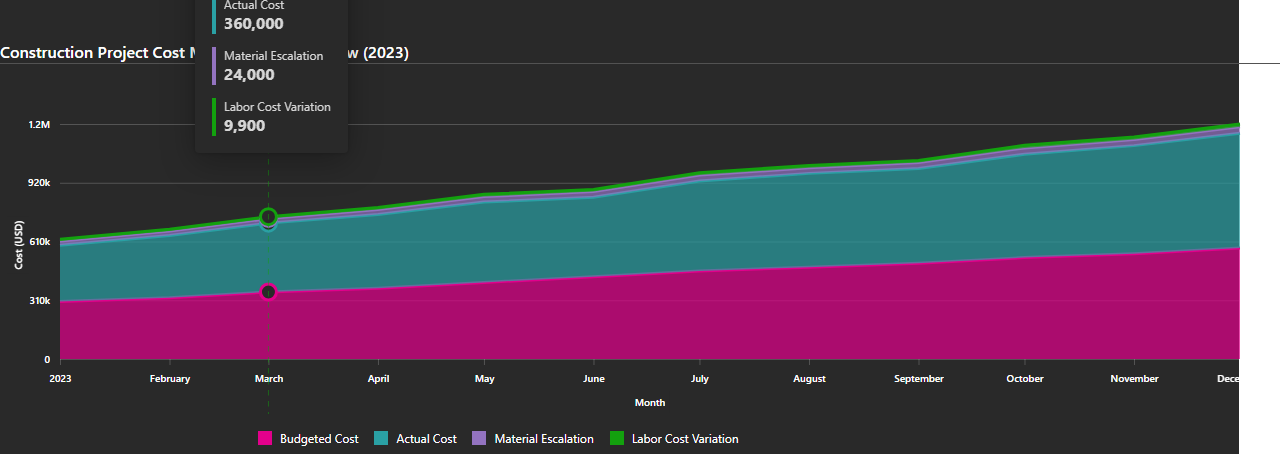 Actual Cost
360,000
Construction Project Cost M w (2023)
Material Escalation
24,000
Labor Cost Variation
9,900
1.2M
920k
610k
310k
0
Cost (USD)
2023 February March April May June July August September October November Dece
Month
Budgeted Cost Actual Cost Material Escalation Labor Cost Variation